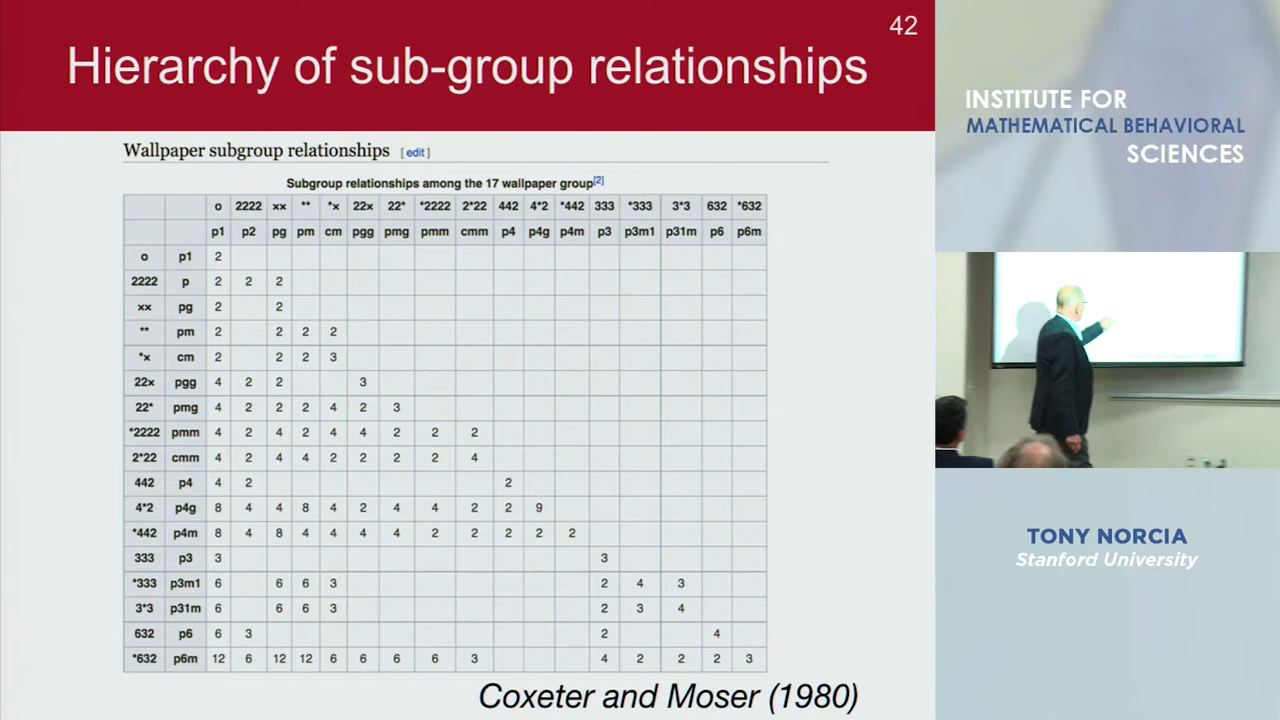 42
Hierarchy of sub-group relationships
Wallpaper subgroup relationships [ edit ]
Subgroup relationships among the 17 wallpaper group[2]
o 2222 xx ** *x 22x 22* *2222 2*22 442 4*2 *442 333 *333 3*3 632 *632
p1 p2 pg pm cm pgg pmg pmm cmm p4 p4g p4m p3 p3m1 p31m p6 p6m
o p1 2
2222 p 2 2 2
xx pg 2 2
** pm 2 2 2 2
*x cm 2 2 2 3
22x pgg 4 2 2 3
22* pmg 4 2 2 2 4 2 3
*2222 pmm 4 2 4 2 4 4 2 2 2
2*22 cmm 4 2 4 4 2 2 2 2 4
442 p4 4 2 2
4*2 p4g 8 4 4 8 4 2 4 4 2 2 9
*442 p4m 8 4 8 4 4 4 4 2 2 2 2 2
333 p3 3 3
*333 p3m1 6 6 6 3 2 4 3
3*3 p31m 6 6 6 3 2 3 4
632 p6 6 3 2 4
*632 p6m 12 6 12 12 6 6 6 6 3 4 2 2 2 3
Coxeter and Moser (1980)
INSTITUTE FOR
MATHEMATICAL BEHAVIORAL
SCIENCES
TONY NORCIA
Stanford University